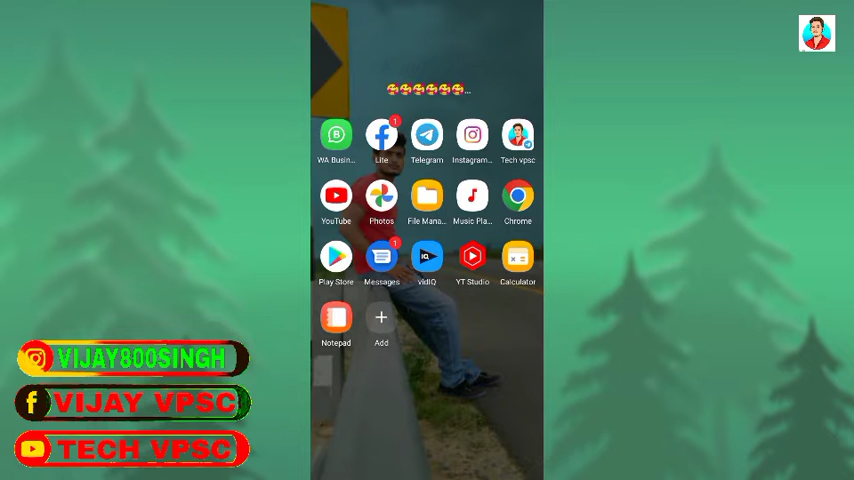 🥰🥰🥰🥰🥰🥰...
WA Busin... Lite Telegram Instagram... Tech vpsc
YouTube Photos File Mana... Music Pla... Chrome
Play Store Messages vidIQ YT Studio Calculator
Notepad Add
VIJAY800SINGH
VIJAY VPSC
TECH VPSC